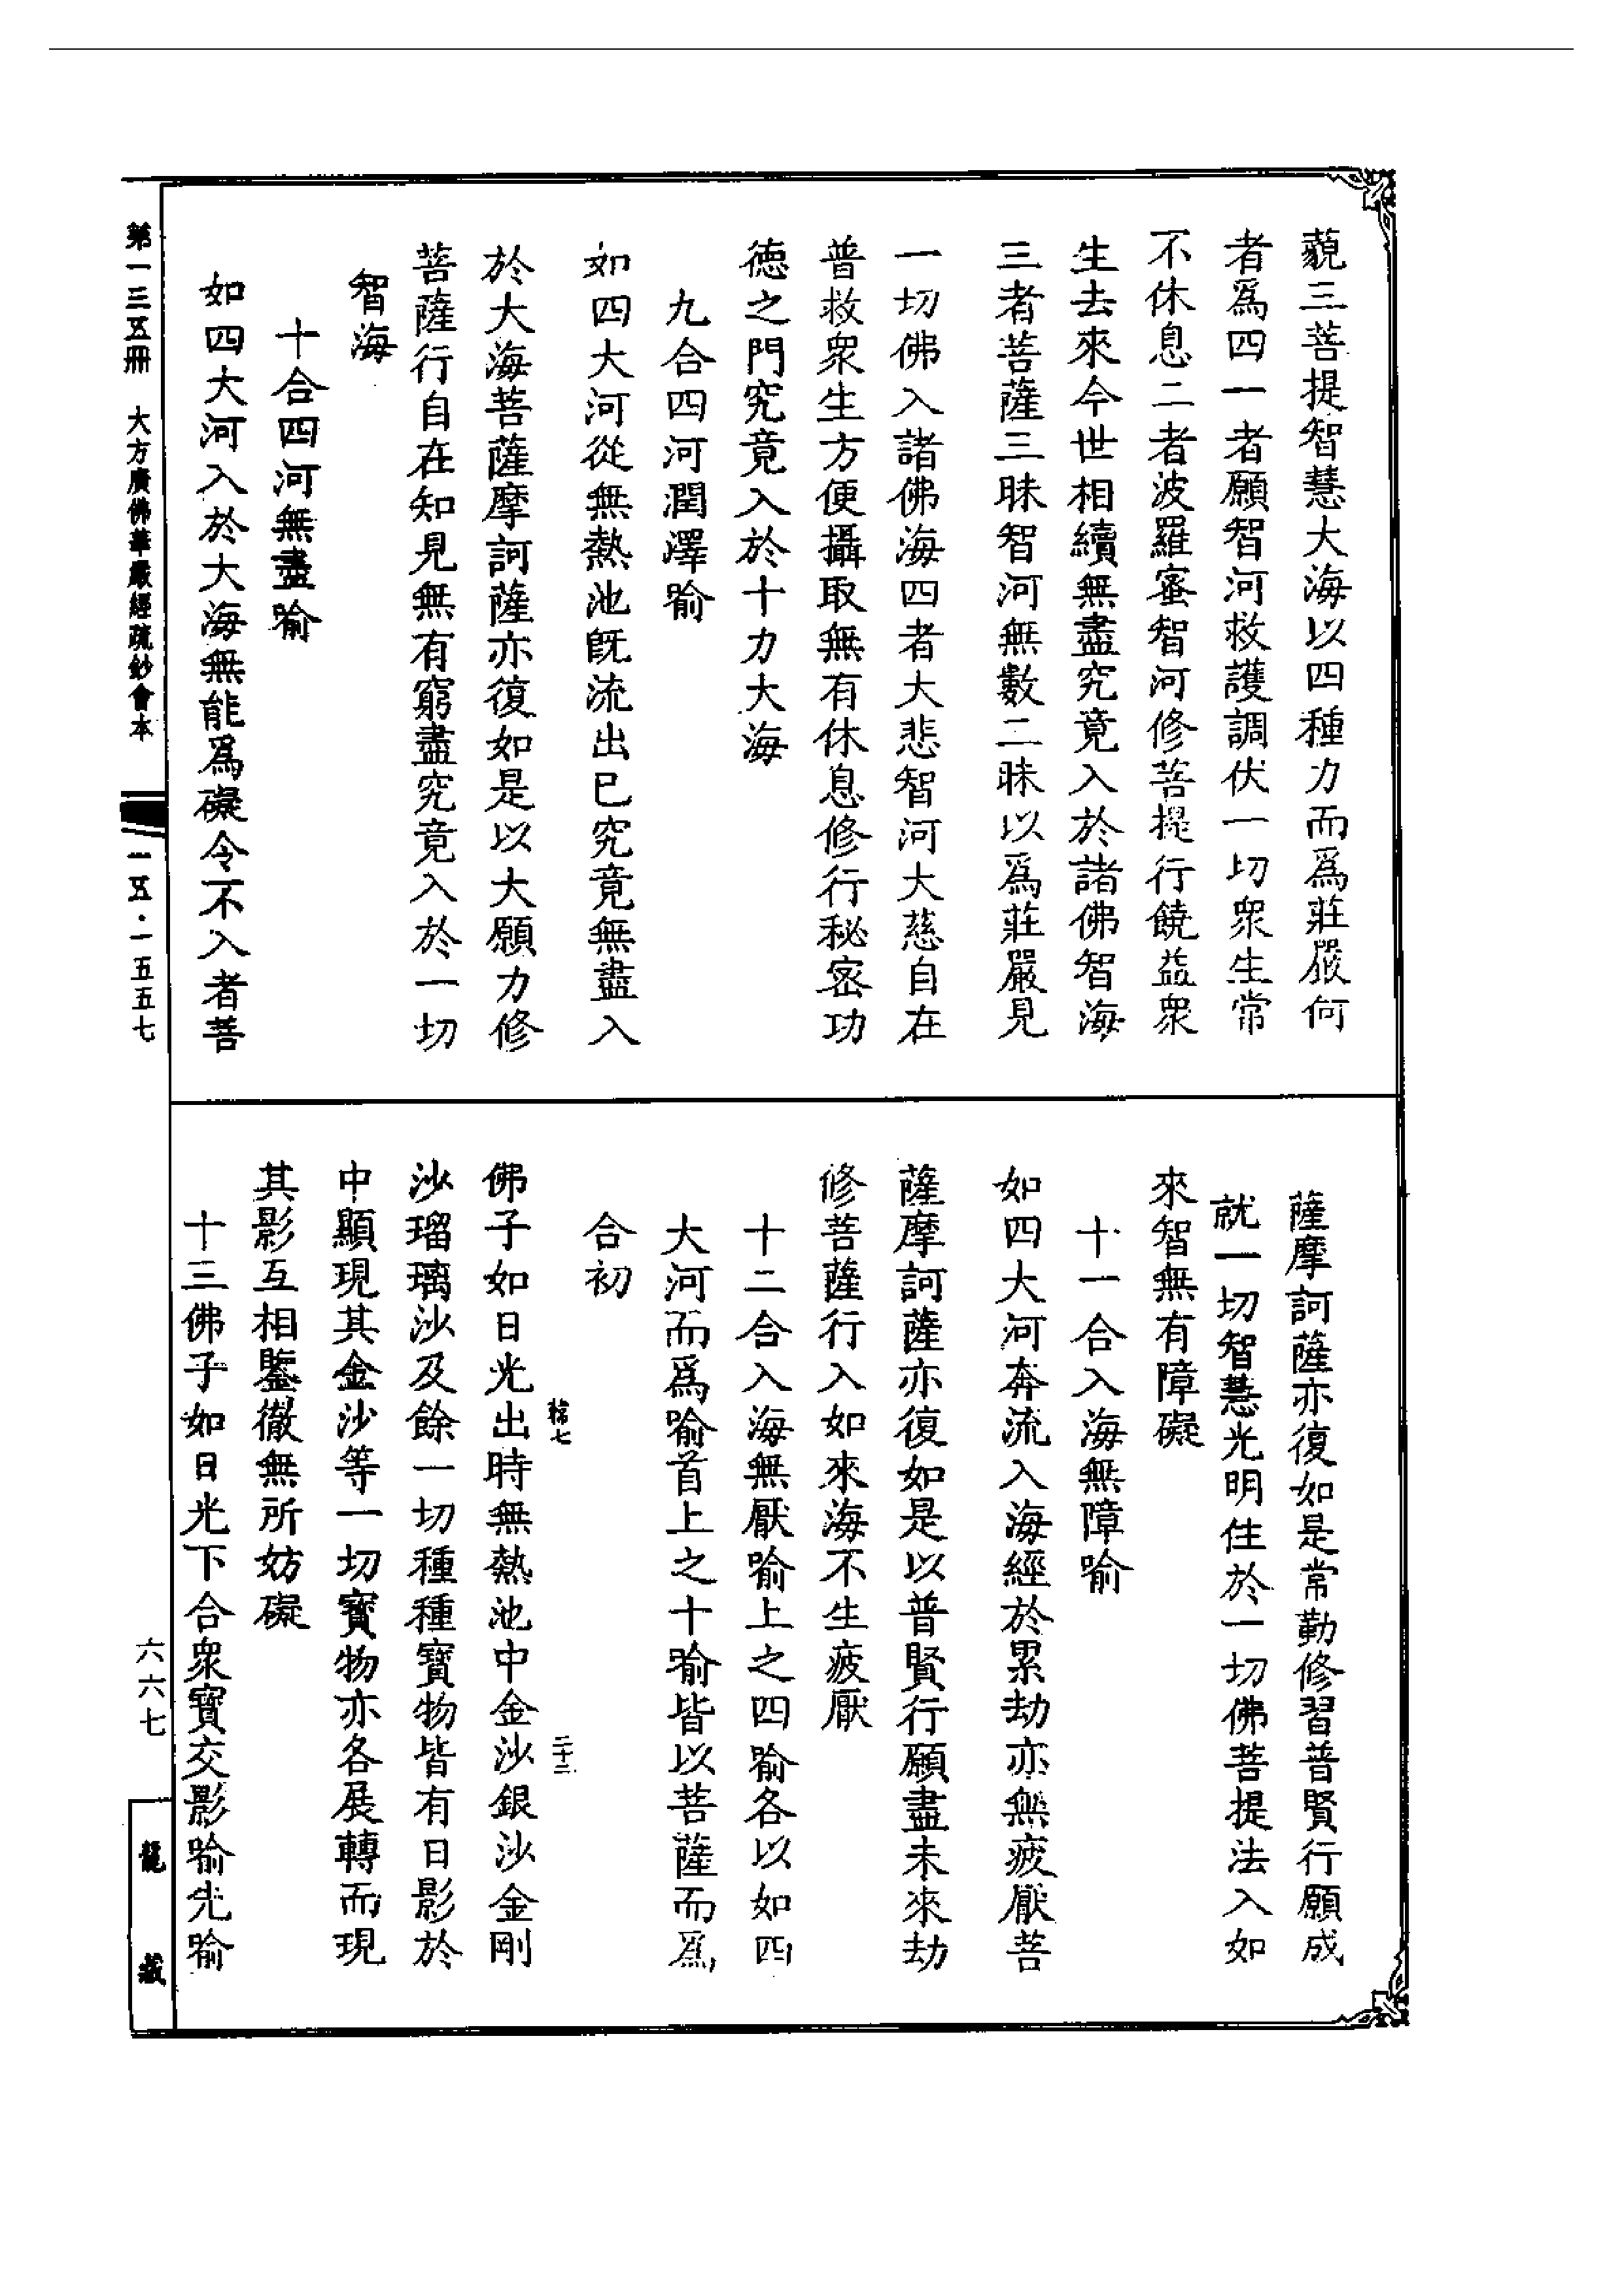 藐三菩提智慧大海以四種力而爲莊嚴何
者爲四一者願智河救護調伏一切衆生常
不休息二者波羅蜜智河修菩提行饒益衆
生去來今世相續無盡究竟入於諸佛智海
三者菩薩三昧智河無數三昧以爲莊嚴見
一切佛入諸佛海四者大悲智河大慈自在
普救衆生方便攝取無有休息修行秘密功
德之門究竟入於十力大海
九合四河潤澤喻
如四大河從無熱池既流出已究竟無盡入
於大海菩薩摩訶薩亦復如是以大願力修
菩薩行自在知見無有窮盡究竟入於一切
智海
十合四河無盡喻
如四大河入於大海無能爲礙令不入者菩
薩摩訶薩亦復如是常勤修習普賢行願成
就一切智慧光明住於一切佛菩提法入如
來智無有障礙
十一合入海無障喻
如四大河奔流入海經於累劫亦無疲厭菩
薩摩訶薩亦復如是以普賢行願盡未來劫
修菩薩行入如來海不生疲厭
十二合入海無厭喻上之四喻各以如四
大河而爲喻首上之十喻皆以菩薩而爲
合初
二十三
佛子如日光出時無熱池中金沙銀沙金剛
沙瑠璃沙及餘一切種種寶物皆有日影於
中顯現其金沙等一切寶物亦各展轉而現
其影互相鑒徹無所妨礙
十三佛子如日光下合衆寶交影喻先喻
第一三五冊 大方廣佛華嚴經疏鈔會本
一五·一五五七
六六七
龍藏